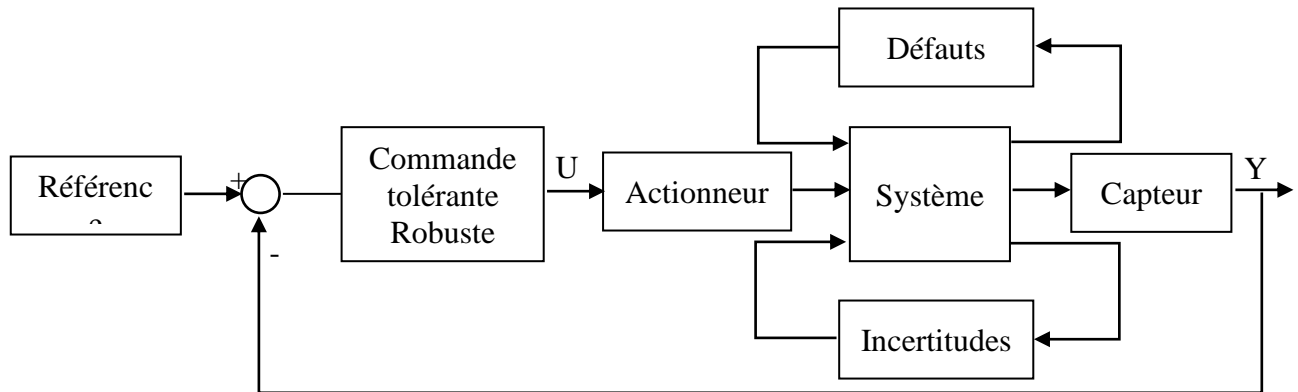 Défauts
Référenc
+
-
Commande
tolérante
Robuste
U
Actionneur
Système
Capteur
Y
Incertitudes